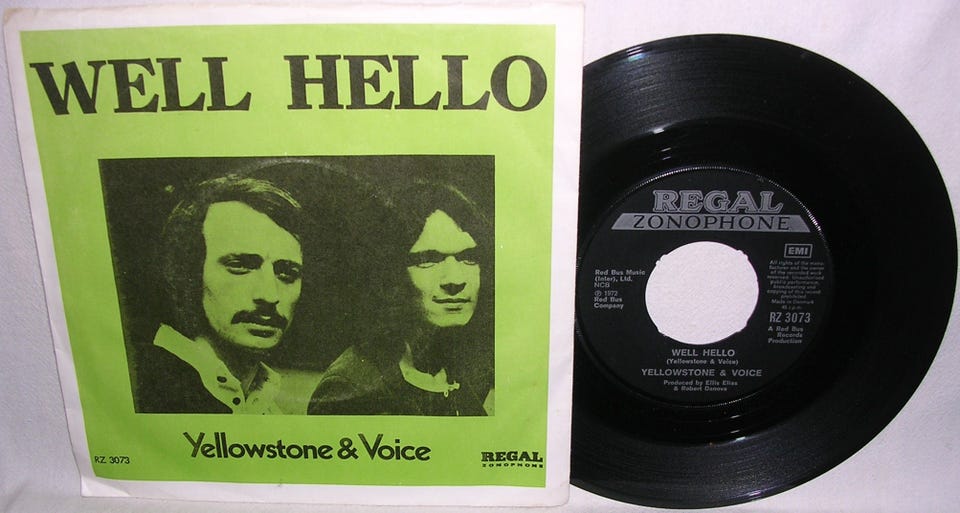 WELL HELLO
Yellowstone & Voice
RZ 3073
REGAL
ZONOPHONE
REGAL
ZONOPHONE
EMI
Red Bus Music
(Inter), Ltd.
NCB
℗ 1973
Red Bus
Company
All rights of the manu-
facturer and the owner
of the recorded work
reserved. Unauthorised
public performance,
broadcasting and
copying of this record
prohibited.
Made in Denmark
45 r.p.m.
RZ 3073
A Red Bus
Records
Production
WELL HELLO
(Yellowstone & Voice)
YELLOWSTONE & VOICE
Produced by Ellis Elias
& Robert Danova